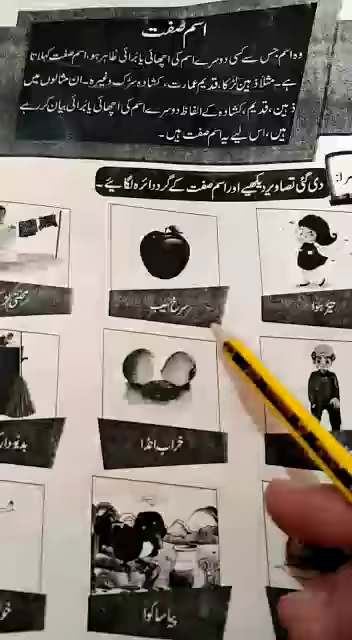 اسم صفت
وہ اسم جس سے کسی دوسرے اسم کی اچھائی یا برائی ظاہر ہو، اسم صفت کہلاتا
ہے۔ مثلاً ذہین لڑکا، قدیم عمارت، کشادہ سڑک وغیرہ۔ ان مثالوں میں
ذہین، قدیم، کشادہ کے الفاظ دوسرے اسم کی اچھائی یا برائی بیان کر رہے
ہیں، اس لیے یہ اسم صفت ہیں۔
دی گئی تصاویر دیکھیے اور اسم صفت کے گرد دائرہ لگائیے۔
تیز ہوا
سرخ سیب
محنتی
خراب انڈا
پیاسا کوا